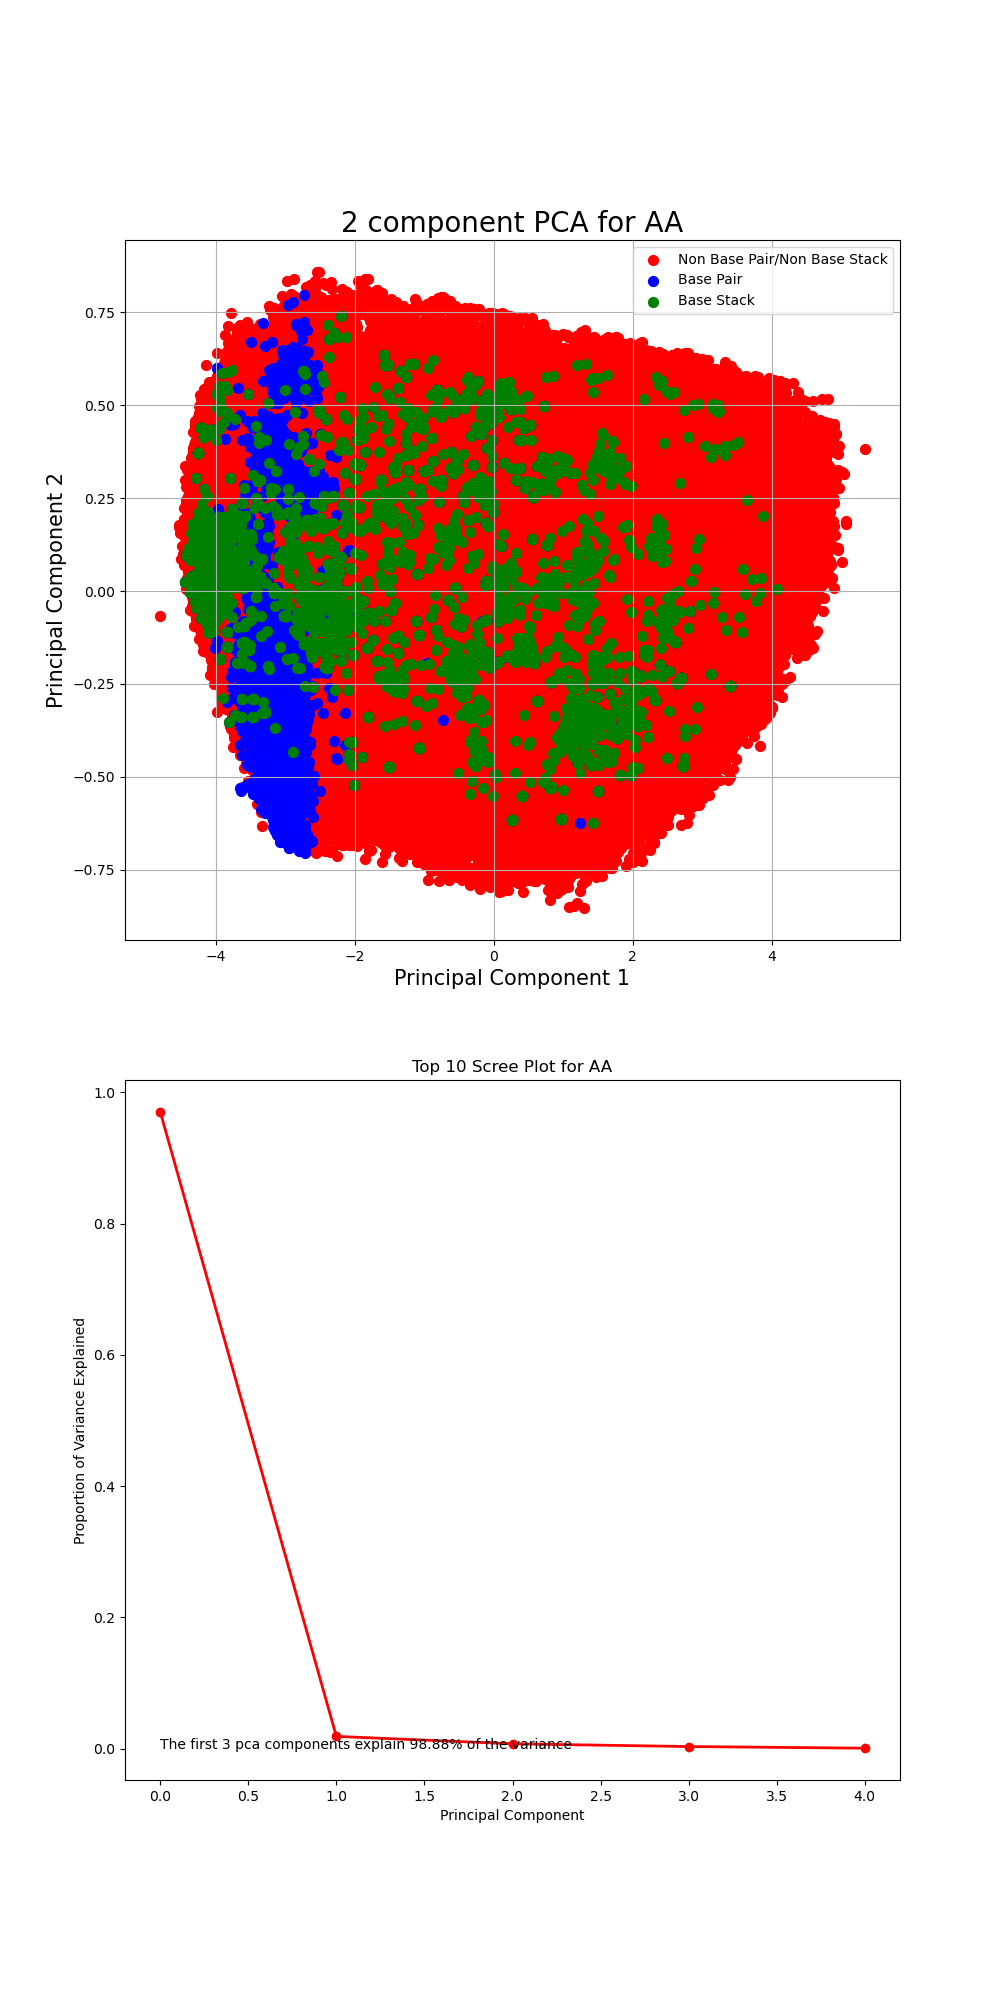 2 component PCA for AA
Non Base Pair/Non Base Stack
Base Pair
Base Stack
0.75
0.50
0.25
0.00
−0.25
−0.50
−0.75
Principal Component 2
−4
−2
0
2
4
Principal Component 1
Top 10 Scree Plot for AA
1.0
0.8
0.6
0.4
0.2
0.0
Proportion of Variance Explained
The first 3 pca components explain 98.88% of the variance
0.0
0.5
1.0
1.5
2.0
2.5
3.0
3.5
4.0
Principal Component